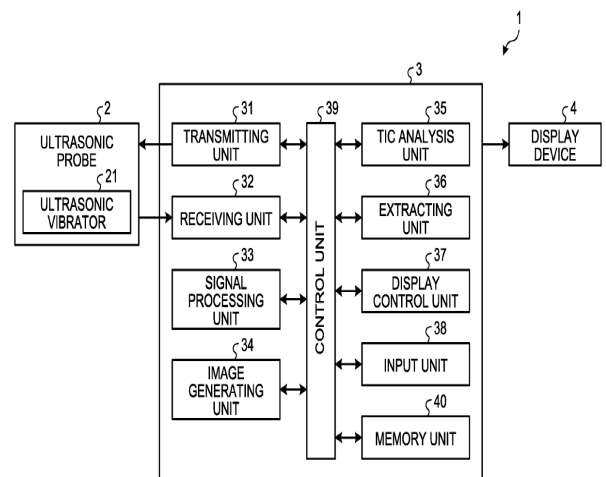 1
3
2
ULTRASONIC
PROBE
21
ULTRASONIC
VIBRATOR
31
TRANSMITTING
UNIT
32
RECEIVING UNIT
33
SIGNAL
PROCESSING
UNIT
34
IMAGE
GENERATING
UNIT
39
CONTROL UNIT
35
TIC ANALYSIS
UNIT
36
EXTRACTING
UNIT
37
DISPLAY
CONTROL UNIT
38
INPUT UNIT
40
MEMORY UNIT
4
DISPLAY
DEVICE